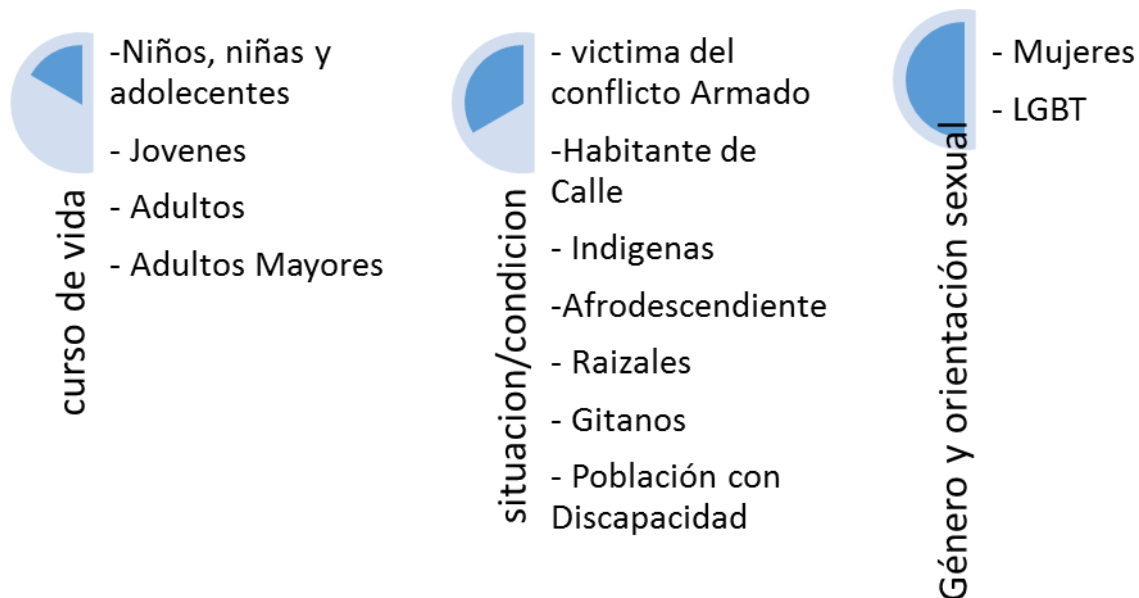 curso de vida
-Niños, niñas y
adolecentes
- Jovenes
- Adultos
- Adultos Mayores
situacion/condicion
- victima del
conflicto Armado
-Habitante de
Calle
- Indigenas
-Afrodescendiente
- Raizales
- Gitanos
- Población con
Discapacidad
Género y orientación sexual
- Mujeres
- LGBT